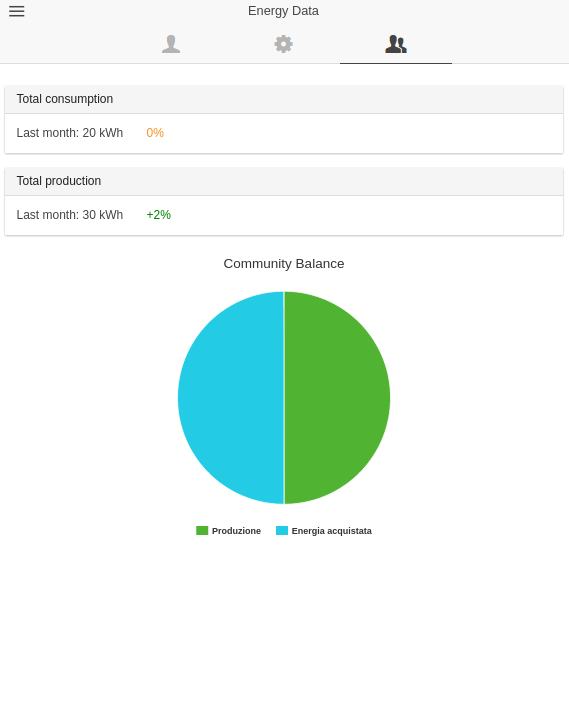 Energy Data
Total consumption
Last month: 20 kWh 0%
Total production
Last month: 30 kWh +2%
Community Balance
Produzione Energia acquistata